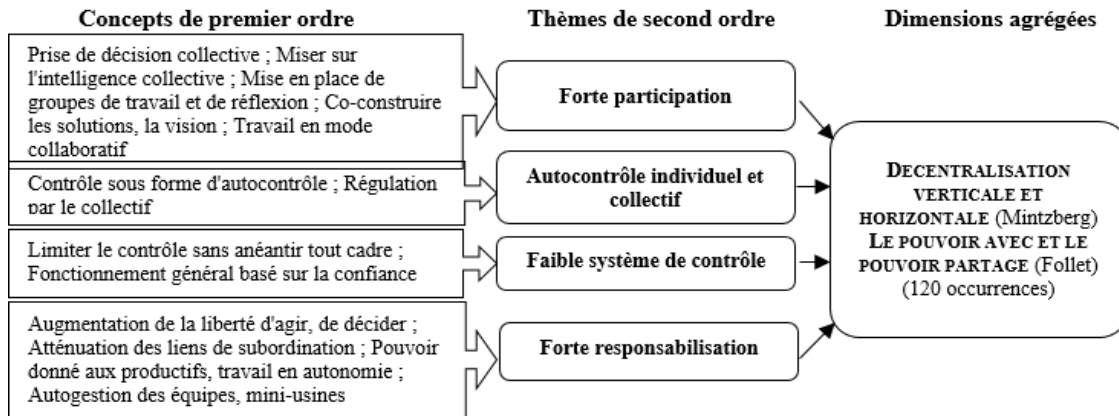 Concepts de premier ordre
Thèmes de second ordre
Dimensions agrégées
Prise de décision collective ; Miser sur
l'intelligence collective ; Mise en place de
groupes de travail et de réflexion ; Co-construire
les solutions, la vision ; Travail en mode
collaboratif
Forte participation
Contrôle sous forme d'autocontrôle ; Régulation
par le collectif
Autocontrôle individuel et
collectif
Limiter le contrôle sans anéantir tout cadre ;
Fonctionnement général basé sur la confiance
Faible système de contrôle
Augmentation de la liberté d'agir, de décider ;
Atténuation des liens de subordination ; Pouvoir
donné aux productifs, travail en autonomie ;
Autogestion des équipes, mini-usines
Forte responsabilisation
DECENTRALISATION
VERTICALE ET
HORIZONTALE (Mintzberg)
LE POUVOIR AVEC ET LE
POUVOIR PARTAGE (Follet)
(120 occurrences)